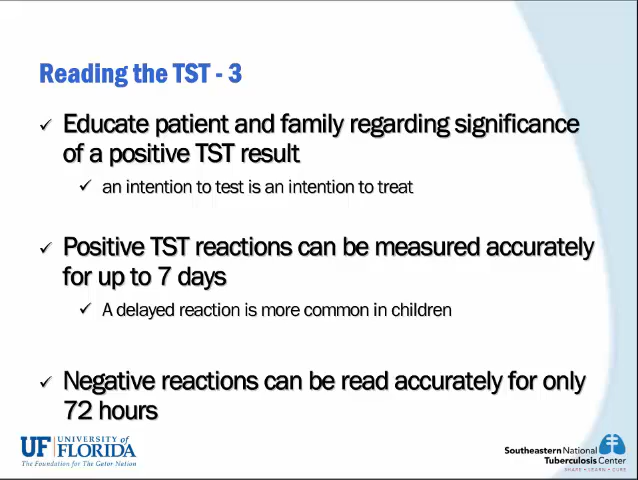 Reading the TST - 3
Educate patient and family regarding significance
of a positive TST result
an intention to test is an intention to treat
Positive TST reactions can be measured accurately
for up to 7 days
A delayed reaction is more common in children
Negative reactions can be read accurately for only
72 hours
UF UNIVERSITY of
FLORIDA
The Foundation for The Gator Nation
Southeastern National
Tuberculosis Center
SHARE • LEARN • CURE